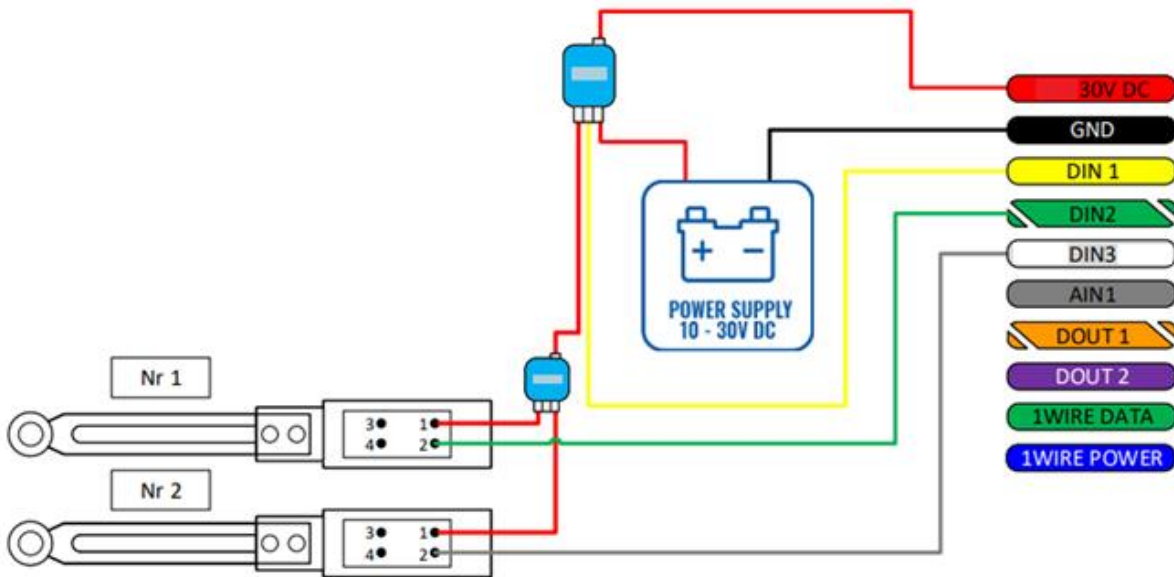 30V DC
GND
DIN 1
DIN2
DIN3
AIN1
DOUT 1
DOUT 2
1WIRE DATA
1WIRE POWER
+ −
POWER SUPPLY
10 - 30V DC
Nr 1
3 1
4 2
Nr 2
3 1
4 2